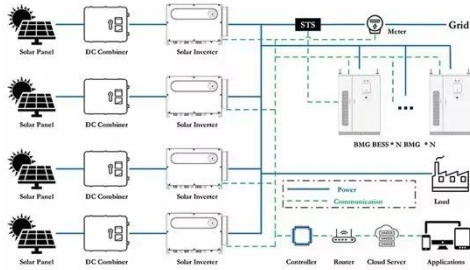 STS
Meter
Grid
Solar Panel
DC Combiner
Solar Inverter
Solar Panel
DC Combiner
Solar Inverter
BMG BESS * N BMG * N
Solar Panel
DC Combiner
Solar Inverter
Power
Communication
Load
Solar Panel
DC Combiner
Solar Inverter
Controller
Router
Cloud Server
Applications